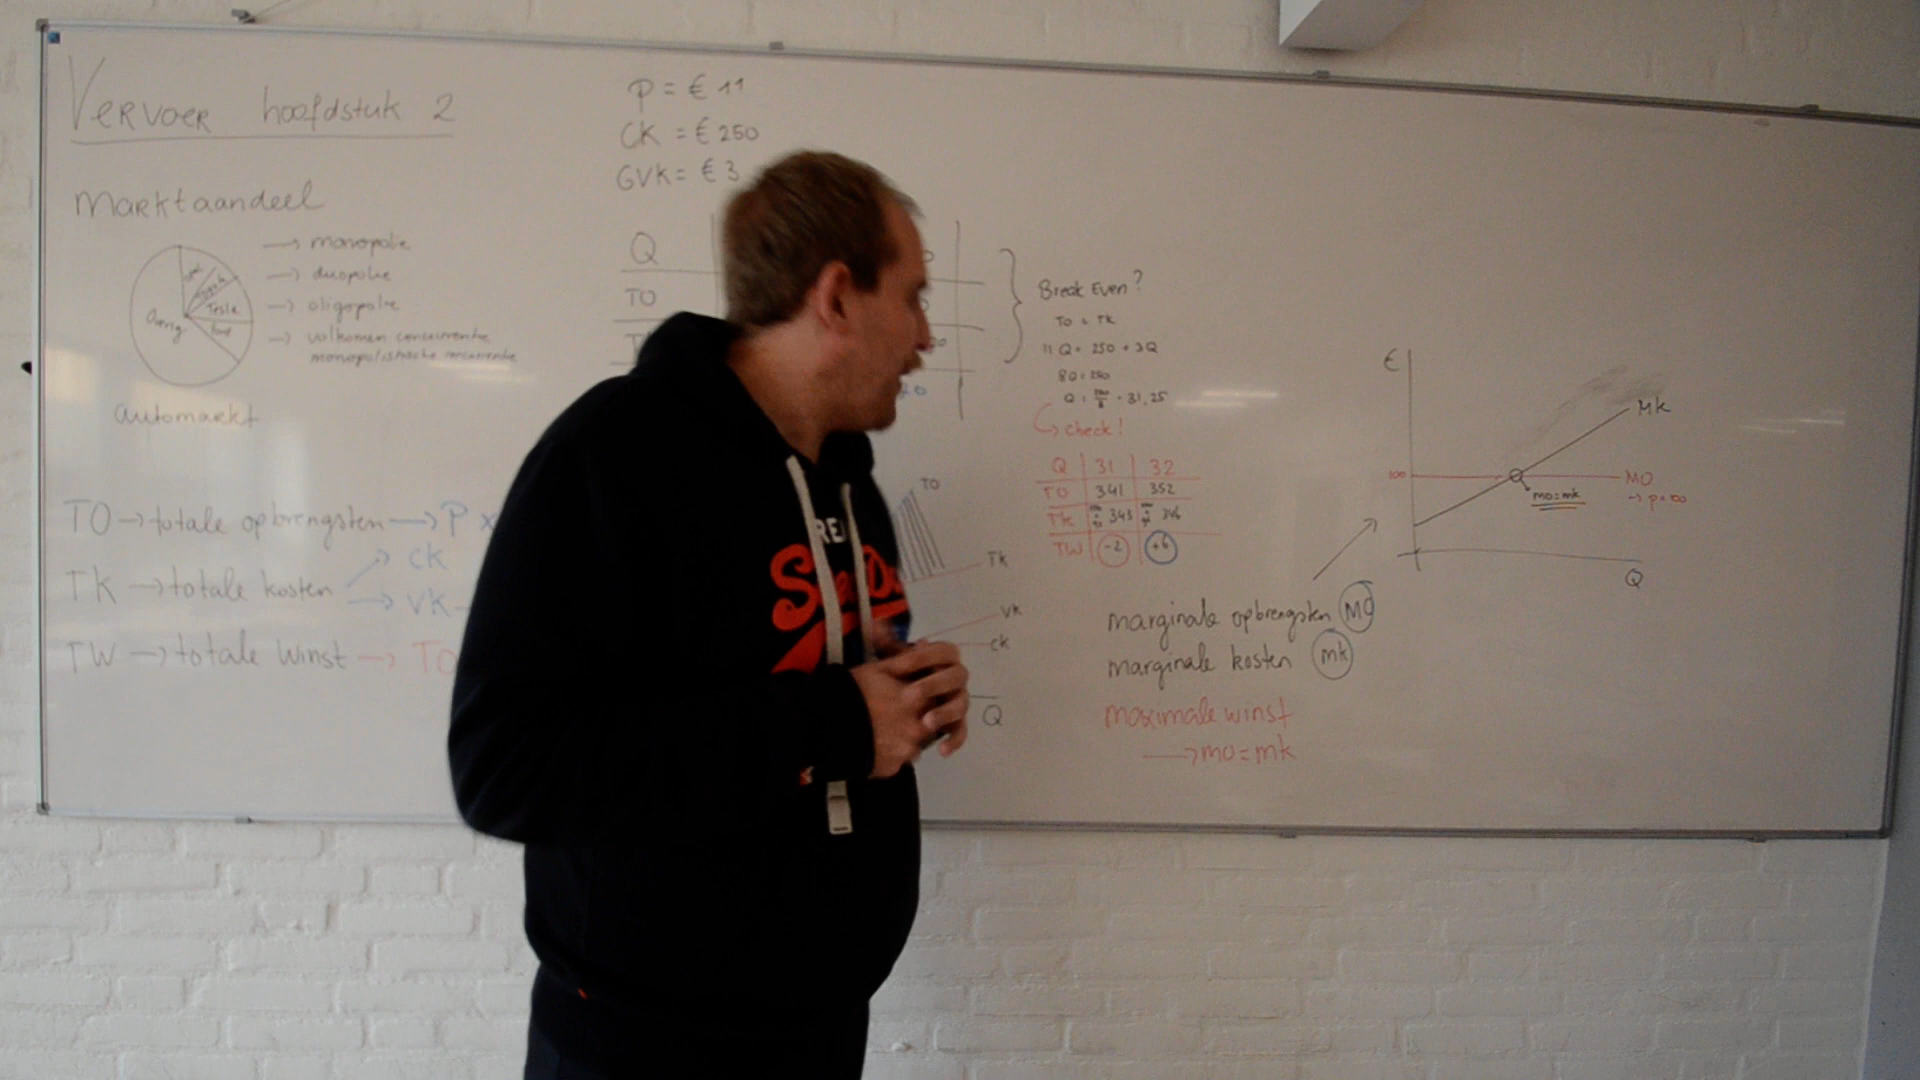 Vervoer hoofdstuk 2
Marktaandeel
→ monopolie
→ duopolie
→ oligopolie
→ volkomen concurrentie
monopolistische concurrentie
Overig
Tesla
automarkt
TO → totale opbrengsten → P x
TK → totale kosten
→ CK
→ VK
TW → totale winst → TO
P = € 11
CK = € 250
GVK = € 3
Q
TO
TO
TK
VK
CK
Q
Break Even?
TO = TK
11Q = 250 + 3Q
8Q = 250
Q = 250/8 = 31,25
→ check!
Q 31 32
TO 341 352
TK 343 346
TW -2 +6
marginale opbrengsten MO
marginale kosten mk
maximale winst
→ mo=mk
€
MK
100
MO
→ p=100
mo=mk
Q